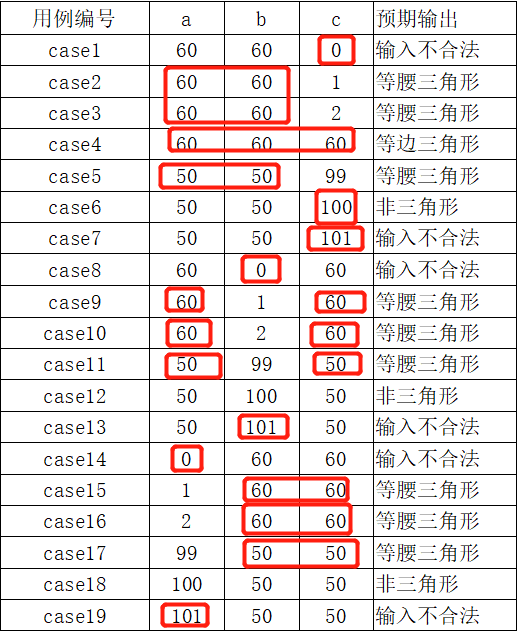 用例编号 a b c 预期输出
case1 60 60 0 输入不合法
case2 60 60 1 等腰三角形
case3 60 60 2 等腰三角形
case4 60 60 60 等边三角形
case5 50 50 99 等腰三角形
case6 50 50 100 非三角形
case7 50 50 101 输入不合法
case8 60 0 60 输入不合法
case9 60 1 60 等腰三角形
case10 60 2 60 等腰三角形
case11 50 99 50 等腰三角形
case12 50 100 50 非三角形
case13 50 101 50 输入不合法
case14 0 60 60 输入不合法
case15 1 60 60 等腰三角形
case16 2 60 60 等腰三角形
case17 99 50 50 等腰三角形
case18 100 50 50 非三角形
case19 101 50 50 输入不合法